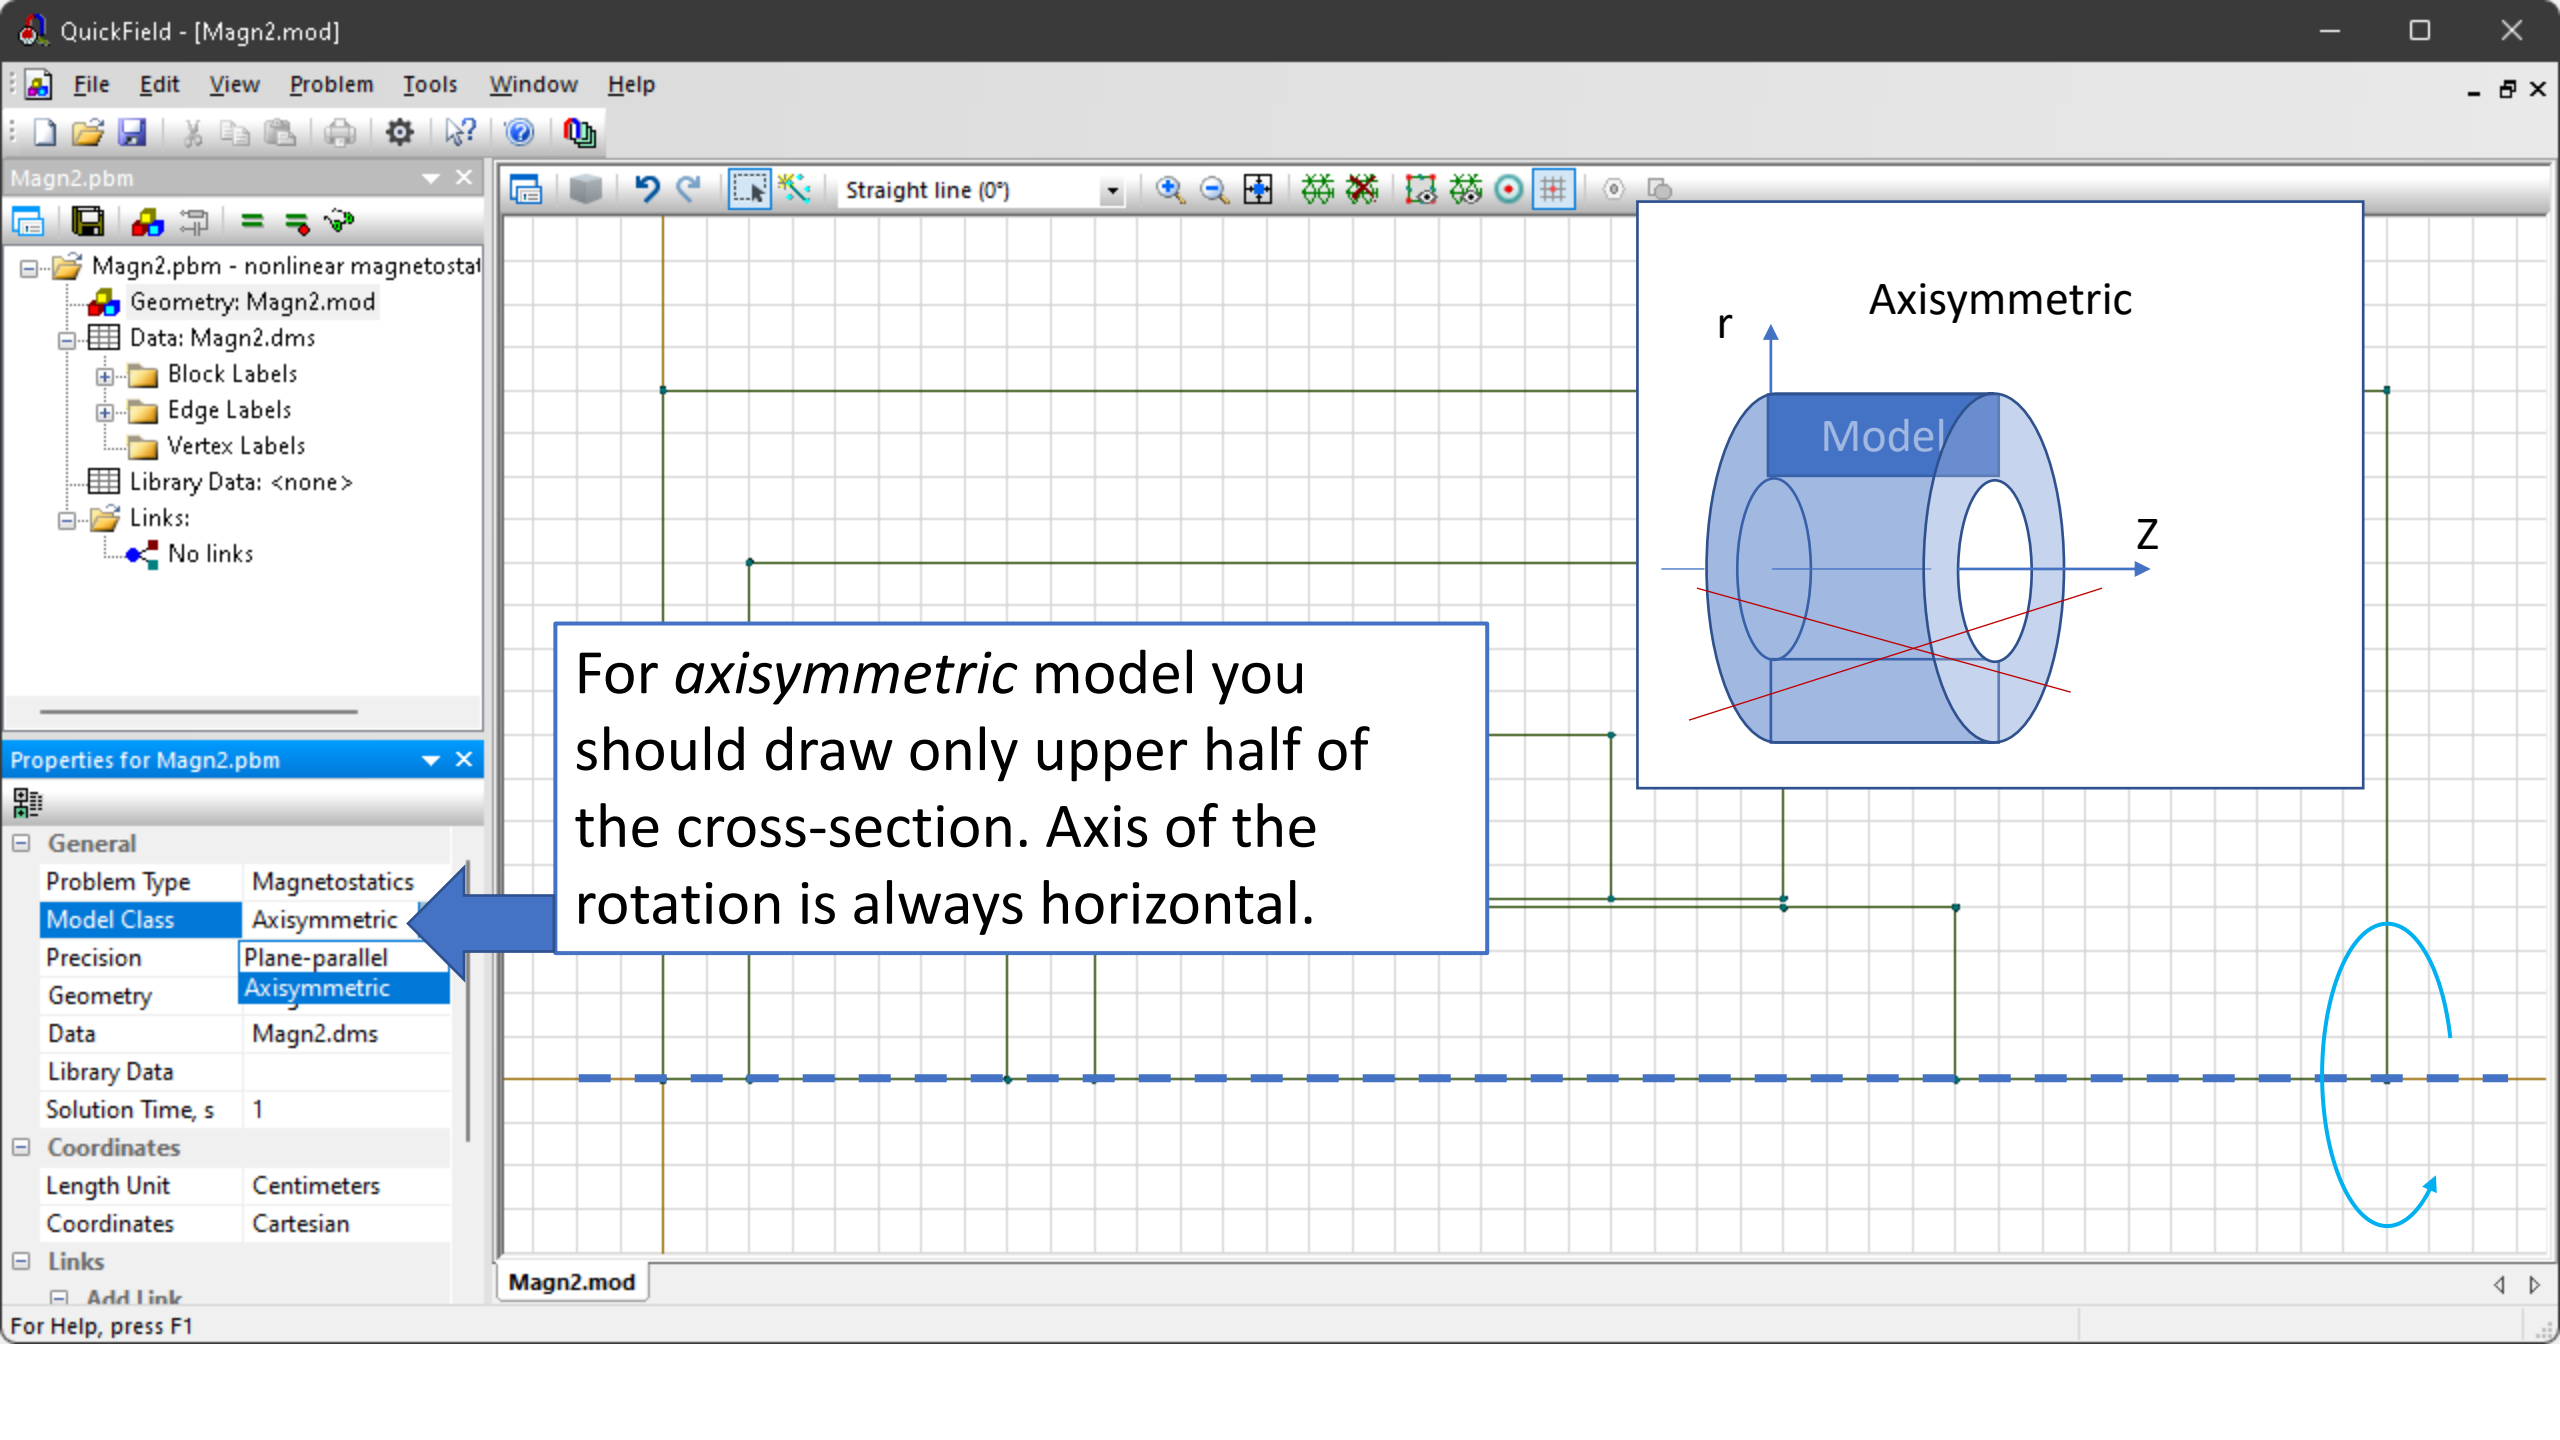 QuickField - [Magn2.mod]
File Edit View Problem Tools Window Help
Magn2.pbm
Straight line (0°)
Magn2.pbm - nonlinear magnetostat
Geometry: Magn2.mod
Data: Magn2.dms
Block Labels
Edge Labels
Vertex Labels
Library Data: <none>
Links:
No links
Axisymmetric
r
Model
Z
For axisymmetric model you
should draw only upper half of
the cross-section. Axis of the
rotation is always horizontal.
Properties for Magn2.pbm
General
Problem Type Magnetostatics
Model Class Axisymmetric
Precision Plane-parallel
Geometry Axisymmetric
Data Magn2.dms
Library Data
Solution Time, s 1
Coordinates
Length Unit Centimeters
Coordinates Cartesian
Links
Add Link
Magn2.mod
For Help, press F1